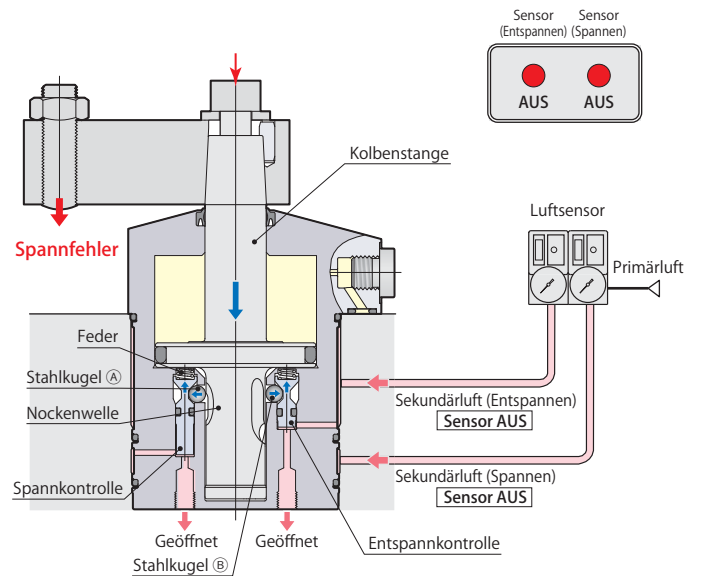 Sensor
(Entspannen)
Sensor
(Spannen)
AUS
AUS
Kolbenstange
Luftsensor
Primärluft
Spannfehler
Feder
Stahlkugel Ⓐ
Nockenwelle
Spannkontrolle
Sekundärluft (Entspannen)
Sensor AUS
Sekundärluft (Spannen)
Sensor AUS
Geöffnet
Geöffnet
Entspannkontrolle
Stahlkugel Ⓑ